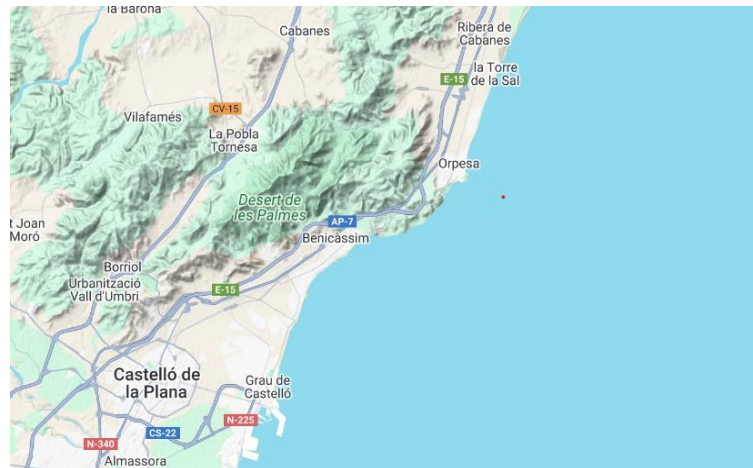 la Barona
Cabanes
Ribera de
Cabanes
la Torre
de la Sal
E-15
CV-15
Vilafamés
La Pobla
Tornesa
Orpesa
Desert de
les Palmes
AP-7
t Joan
Moró
Benicàssim
Borriol
Urbanització
Vall d'Umbri
E-15
Castelló de
la Plana
Grau de
Castelló
N-225
CS-22
N-340
Almassora